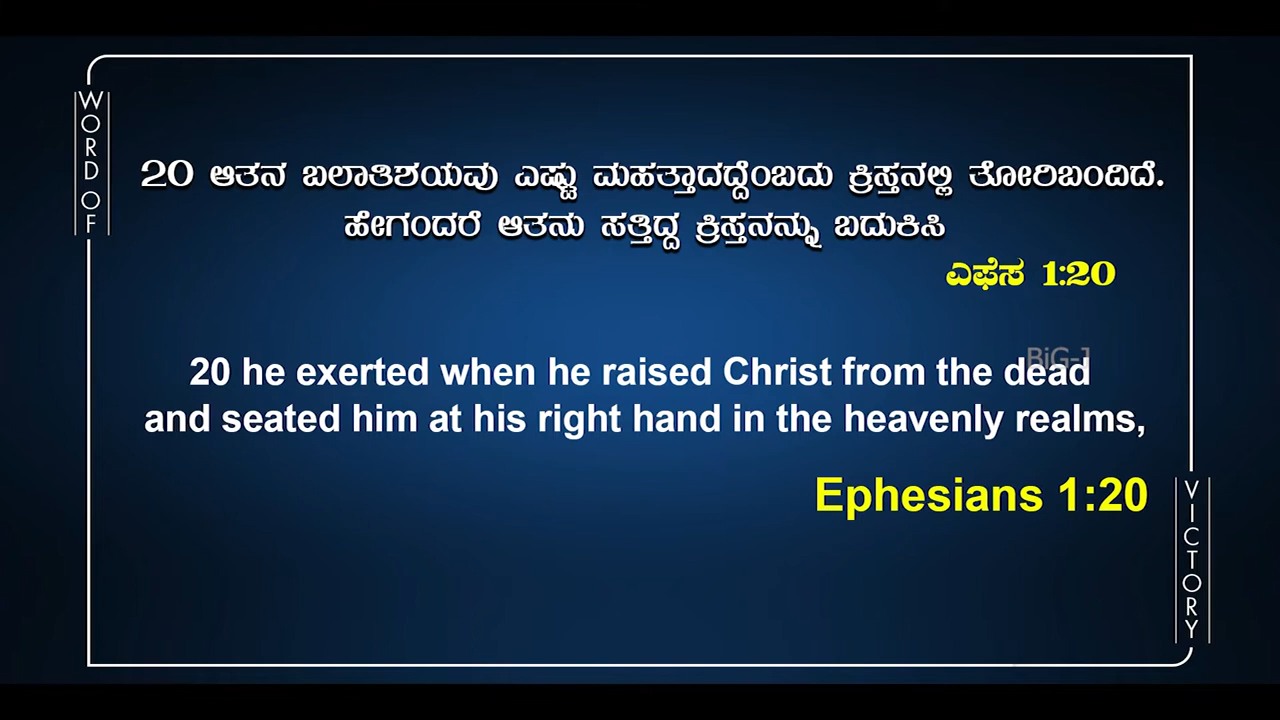 WORD OF
20 ಆತನ ಬಲಾತಿಶಯವು ಎಷ್ಟು ಮಹತ್ತಾದದ್ದೆಂಬದು ಕ್ರಿಸ್ತನಲ್ಲಿ ತೋರಿಬಂದಿದೆ.
ಹೇಗಂದರೆ ಆತನು ಸತ್ತಿದ್ದ ಕ್ರಿಸ್ತನನ್ನು ಬದುಕಿಸಿ
ಎಫೆಸ 1:20
BiG-J
20 he exerted when he raised Christ from the dead
and seated him at his right hand in the heavenly realms,
Ephesians 1:20
VICTORY